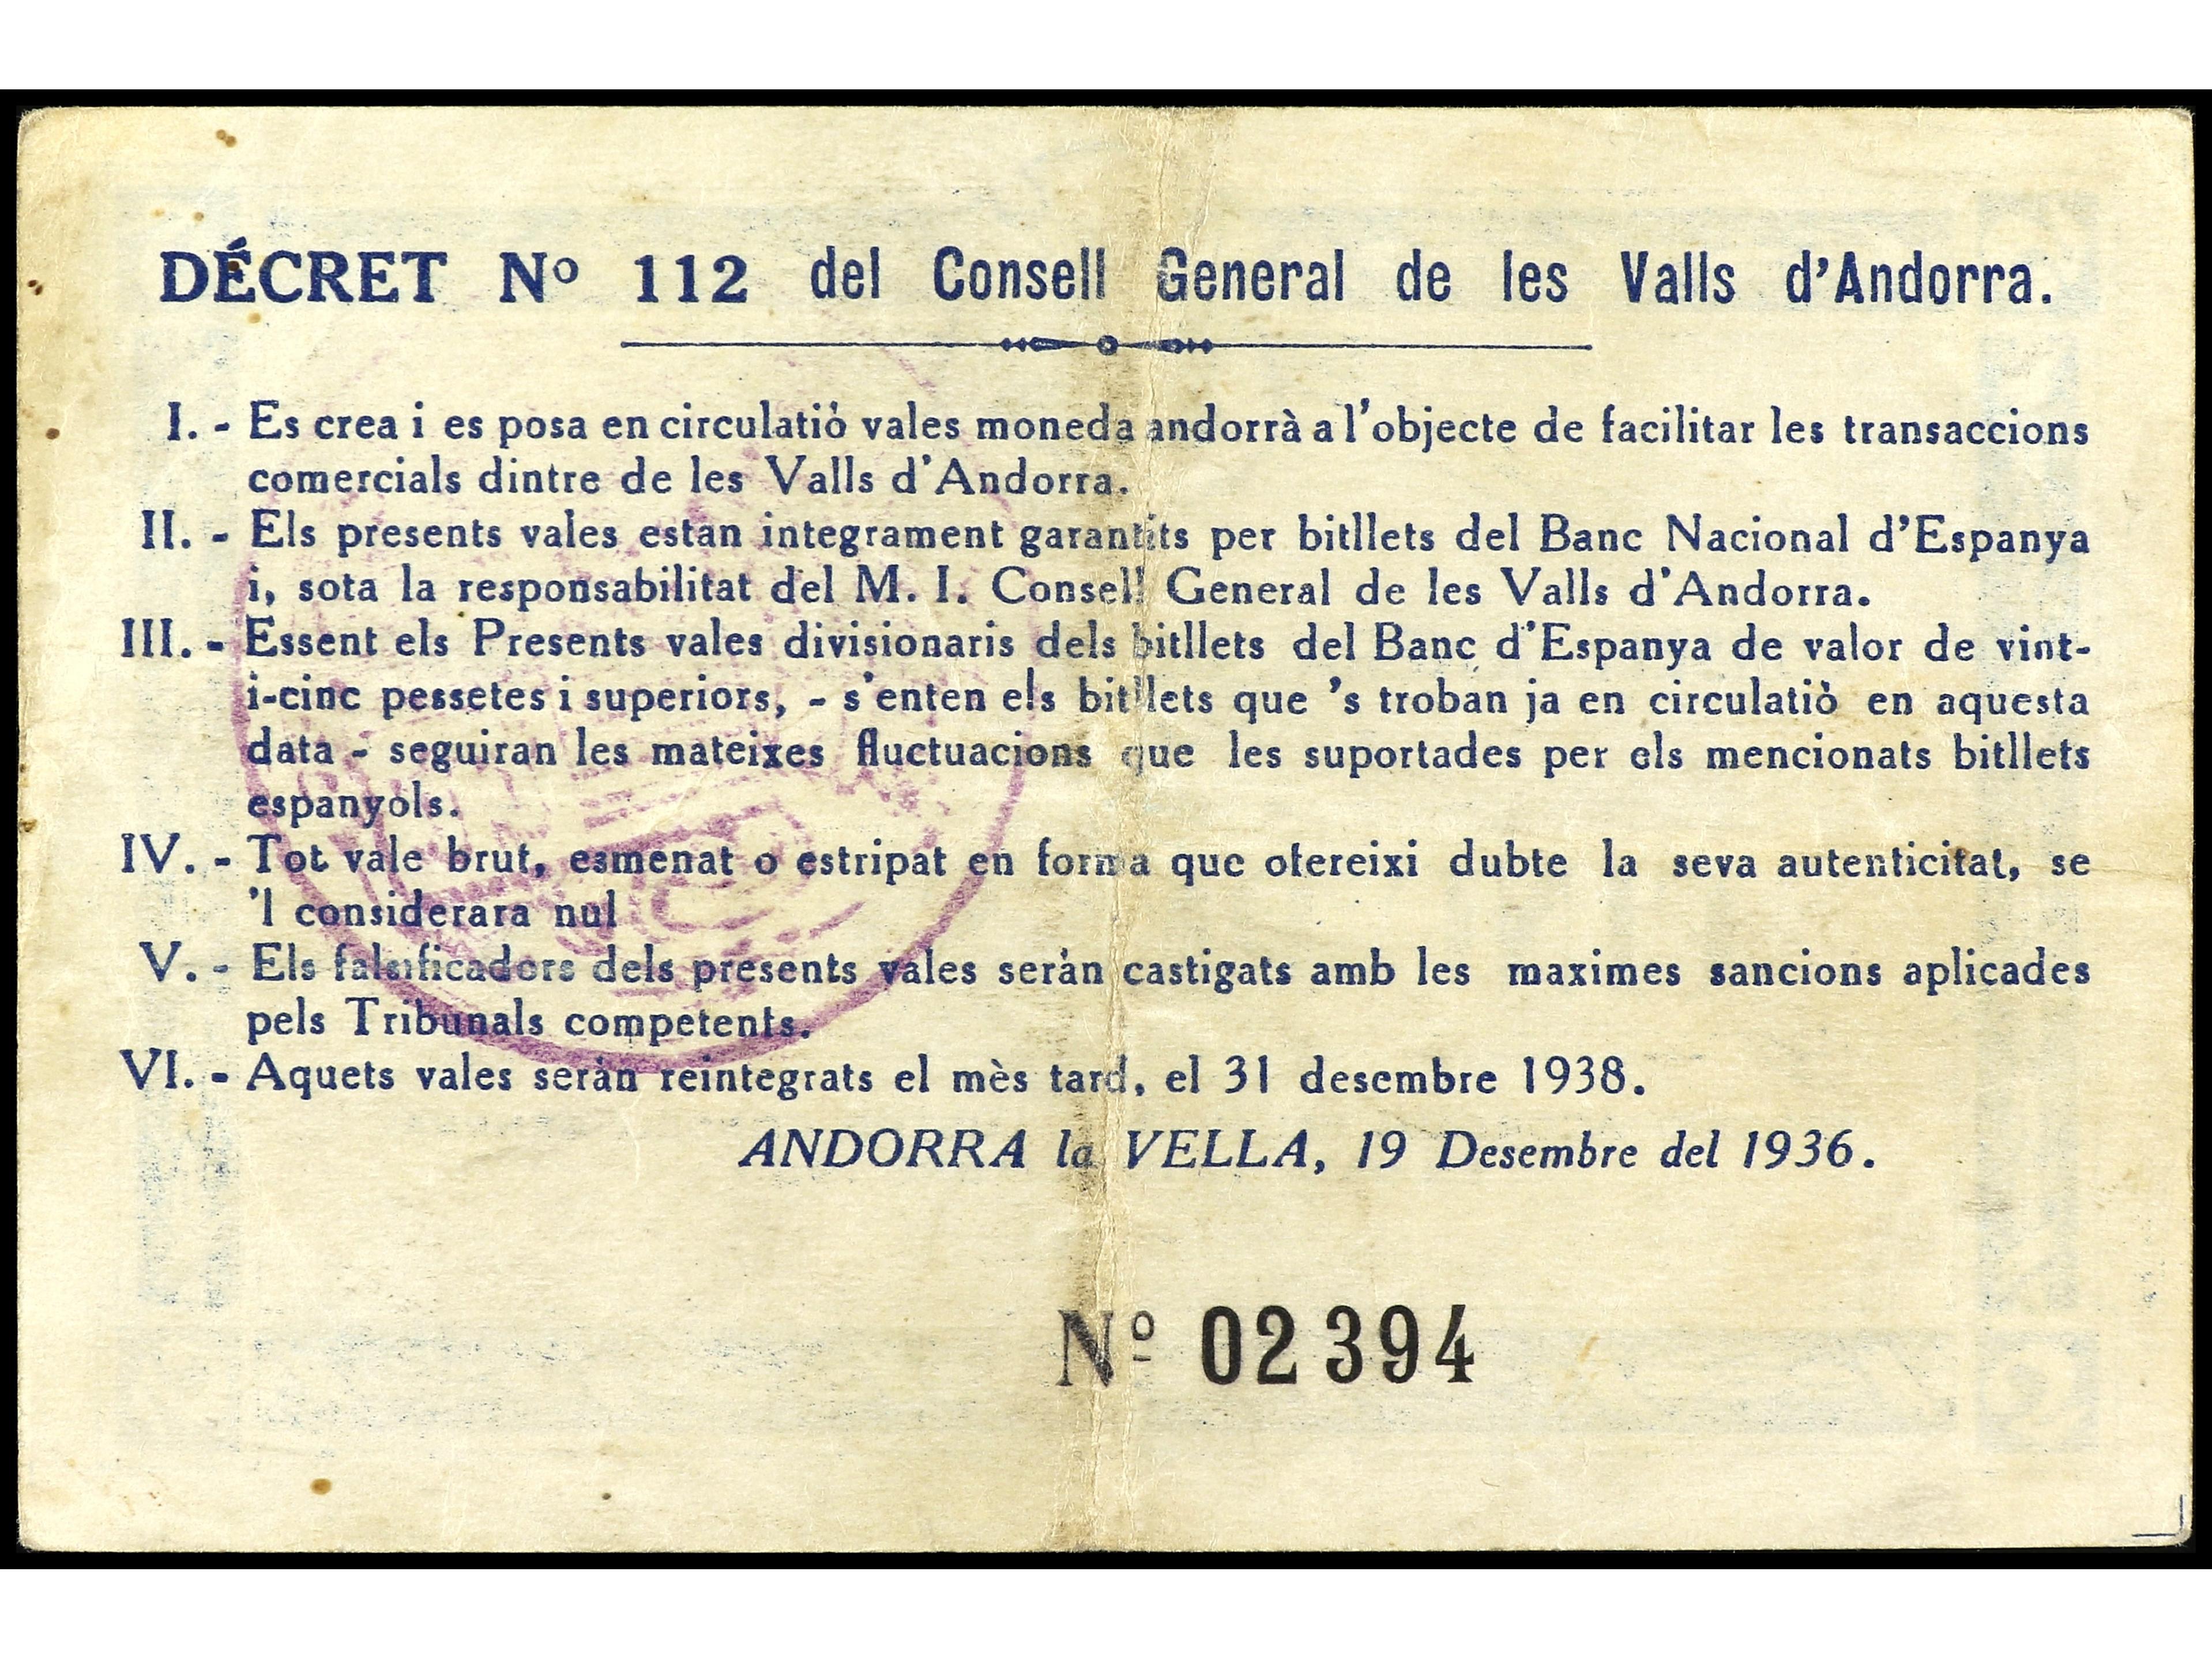 DÉCRET Nº 112 del Consell General de les Valls d'Andorra.
I. - Es crea i es posa en circulatiò vales moneda andorrà a l'objecte de facilitar les transaccions
comercials dintre de les Valls d'Andorra.
II. - Els presents vales estan integrament garantits per bitllets del Banc Nacional d'Espanya
i, sota la responsabilitat del M. I. Consell General de les Valls d'Andorra.
III. - Essent els Presents vales divisionaris dels bitllets del Banc d'Espanya de valor de vint-
i-cinc pessetes i superiors, - s'enten els bitllets que 's troban ja en circulatiò en aquesta
data - seguiran les mateixes fluctuacions que les suportades per els mencionats bitllets
espanyols.
IV. - Tot vale brut, esmenat o estripat en forma que ofereixi dubte la seva autenticitat, se
'l considerara nul
V. - Els falsificadors dels presents vales seràn castigats amb les maximes sancions aplicades
pels Tribunals competents.
VI. - Aquets vales seràn reintegrats el mès tard, el 31 desembre 1938.
ANDORRA la VELLA, 19 Desembre del 1936.
Nº 02394